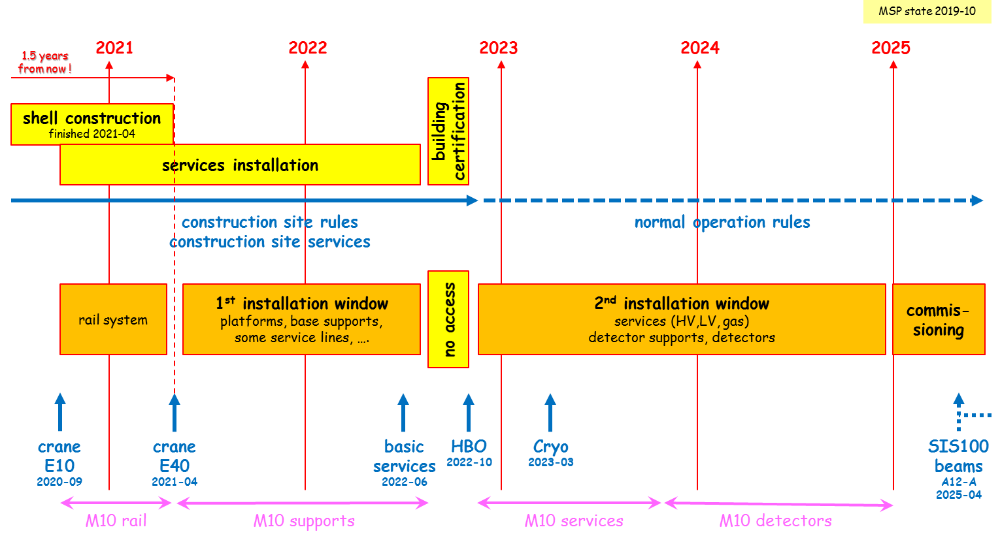 MSP state 2019-10
2021
2022
2023
2024
2025
1.5 years
from now !
shell construction
finished 2021-04
building
certification
services installation
construction site rules
construction site services
normal operation rules
rail system
1st installation window
platforms, base supports,
some service lines, ....
no access
2nd installation window
services (HV,LV, gas)
detector supports, detectors
commis-
sioning
crane
E10
2020-09
crane
E40
2021-04
basic
services
2022-06
HBO
2022-10
Cryo
2023-03
SIS100
beams
A12-A
2025-04
M10 rail
M10 supports
M10 services
M10 detectors